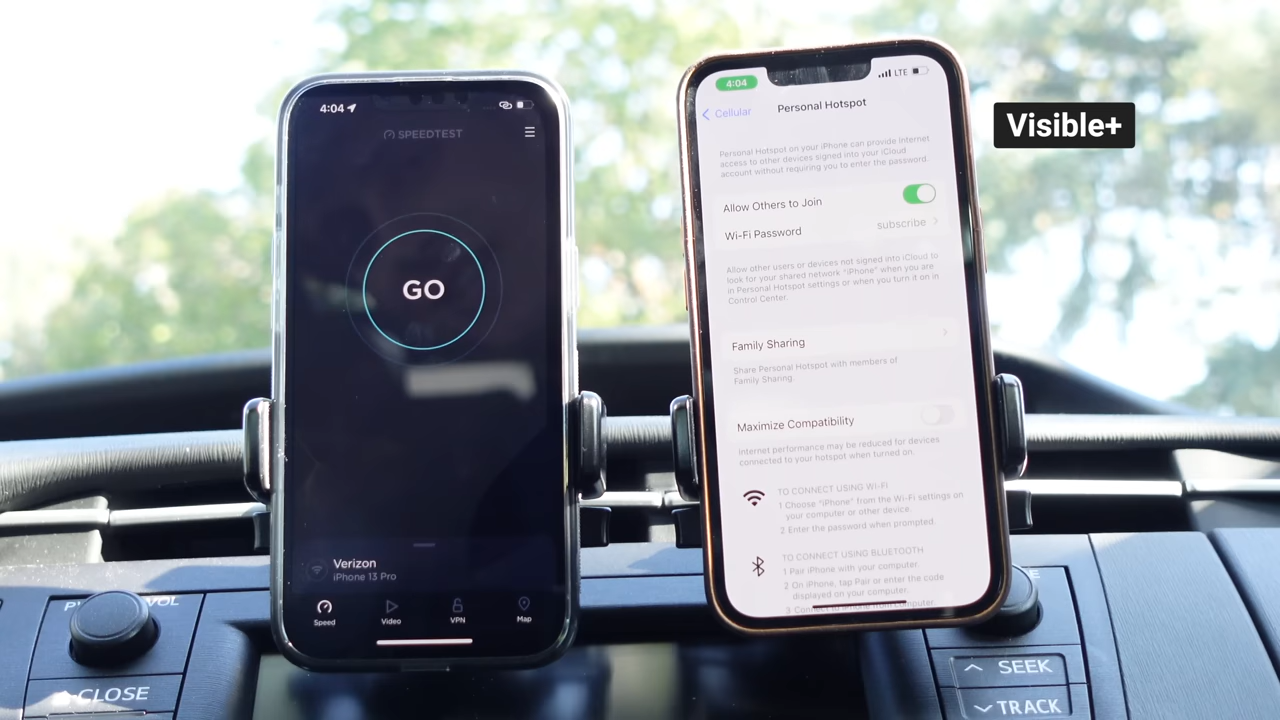 4:04
SPEEDTEST
GO
Verizon
iPhone 13 Pro
Speed
Video
VPN
Map
4:04
LTE
Cellular
Personal Hotspot
Personal Hotspot on your iPhone can provide Internet
access to other devices signed into your iCloud
account without requiring you to enter the password.
Allow Others to Join
Wi-Fi Password
subscribe
Allow other users or devices not signed into iCloud to
look for your shared network "iPhone" when you are
in Personal Hotspot settings or when you turn it on in
Control Center.
Family Sharing
Share Personal Hotspot with members of
Family Sharing.
Maximize Compatibility
Internet performance may be reduced for devices
connected to your hotspot when turned on.
TO CONNECT USING WI-FI
1 Choose "iPhone" from the Wi-Fi settings on
your computer or other device.
2 Enter the password when prompted.
TO CONNECT USING BLUETOOTH
1 Pair iPhone with your computer.
2 On iPhone, tap Pair or enter the code
displayed on your computer.
3 Connect to iPhone from computer.
Visible+
VOL
CLOSE
SEEK
TRACK